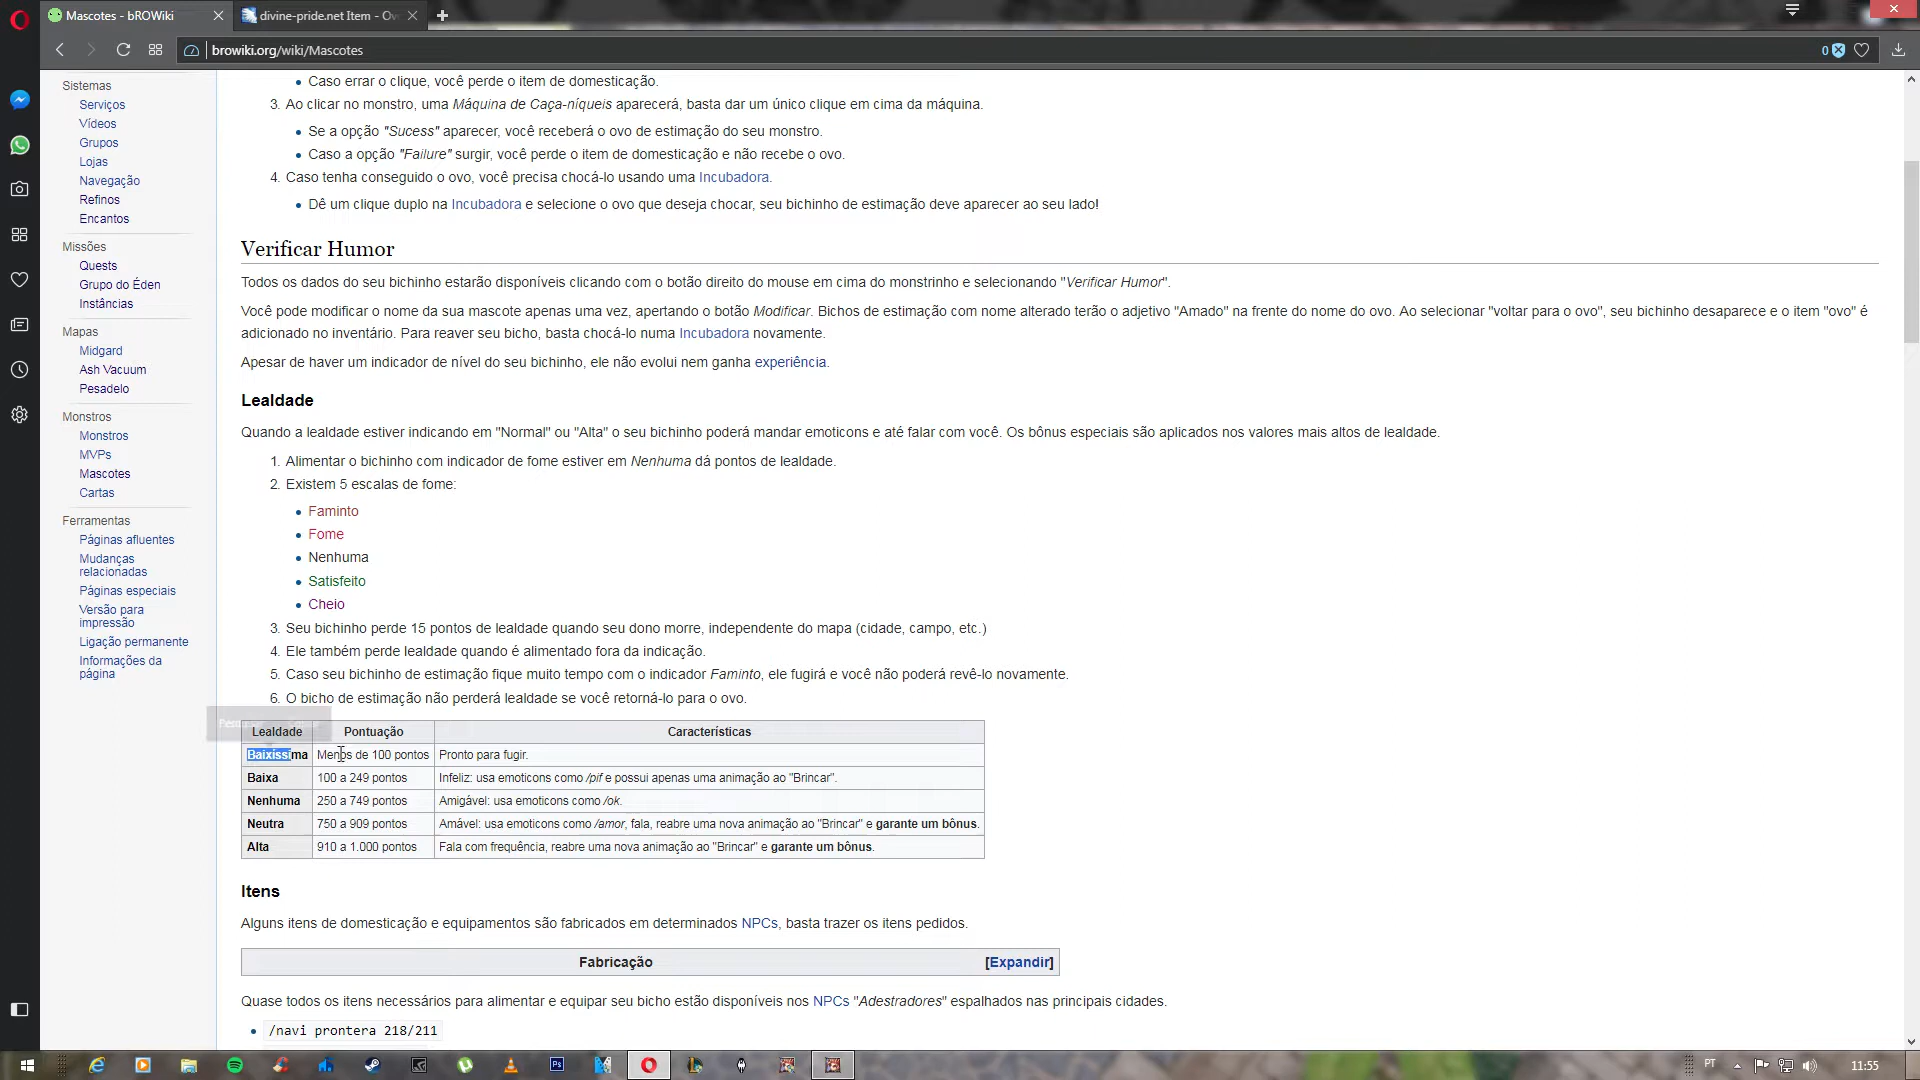 Mascotes - bROWiki
divine-pride.net Item - Ov
browiki.org/wiki/Mascotes
0
Sistemas
Serviços
Vídeos
Grupos
Lojas
Navegação
Refinos
Encantos
Missões
Quests
Grupo do Éden
Instâncias
Mapas
Midgard
Ash Vacuum
Pesadelo
Monstros
Monstros
MVPs
Mascotes
Cartas
Ferramentas
Páginas afluentes
Mudanças
relacionadas
Páginas especiais
Versão para
impressão
Ligação permanente
Informações da
página
Caso errar o clique, você perde o item de domesticação.
3. Ao clicar no monstro, uma Máquina de Caça-níqueis aparecerá, basta dar um único clique em cima da máquina.
Se a opção "Sucess" aparecer, você receberá o ovo de estimação do seu monstro.
Caso a opção "Failure" surgir, você perde o item de domesticação e não recebe o ovo.
4. Caso tenha conseguido o ovo, você precisa chocá-lo usando uma Incubadora.
Dê um clique duplo na Incubadora e selecione o ovo que deseja chocar, seu bichinho de estimação deve aparecer ao seu lado!
Verificar Humor
Todos os dados do seu bichinho estarão disponíveis clicando com o botão direito do mouse em cima do monstrinho e selecionando "Verificar Humor".
Você pode modificar o nome da sua mascote apenas uma vez, apertando o botão Modificar. Bichos de estimação com nome alterado terão o adjetivo "Amado" na frente do nome do ovo. Ao selecionar "voltar para o ovo", seu bichinho desaparece e o item "ovo" é
adicionado no inventário. Para reaver seu bicho, basta chocá-lo numa Incubadora novamente.
Apesar de haver um indicador de nível do seu bichinho, ele não evolui nem ganha experiência.
Lealdade
Quando a lealdade estiver indicando em "Normal" ou "Alta" o seu bichinho poderá mandar emoticons e até falar com você. Os bônus especiais são aplicados nos valores mais altos de lealdade.
1. Alimentar o bichinho com indicador de fome estiver em Nenhuma dá pontos de lealdade.
2. Existem 5 escalas de fome:
Faminto
Fome
Nenhuma
Satisfeito
Cheio
3. Seu bichinho perde 15 pontos de lealdade quando seu dono morre, independente do mapa (cidade, campo, etc.)
4. Ele também perde lealdade quando é alimentado fora da indicação.
5. Caso seu bichinho de estimação fique muito tempo com o indicador Faminto, ele fugirá e você não poderá revê-lo novamente.
6. O bicho de estimação não perderá lealdade se você retorná-lo para o ovo.
Lealdade Pontuação Características
Baixíssima Menos de 100 pontos Pronto para fugir.
Baixa 100 a 249 pontos Infeliz: usa emoticons como /pif e possui apenas uma animação ao "Brincar".
Nenhuma 250 a 749 pontos Amigável: usa emoticons como /ok.
Neutra 750 a 909 pontos Amável: usa emoticons como /amor, fala, reabre uma nova animação ao "Brincar" e garante um bônus.
Alta 910 a 1.000 pontos Fala com frequência, reabre uma nova animação ao "Brincar" e garante um bônus.
Itens
Alguns itens de domesticação e equipamentos são fabricados em determinados NPCs, basta trazer os itens pedidos.
Fabricação [Expandir]
Quase todos os itens necessários para alimentar e equipar seu bicho estão disponíveis nos NPCs "Adestradores" espalhados nas principais cidades.
/navi prontera 218/211
PT
11:55